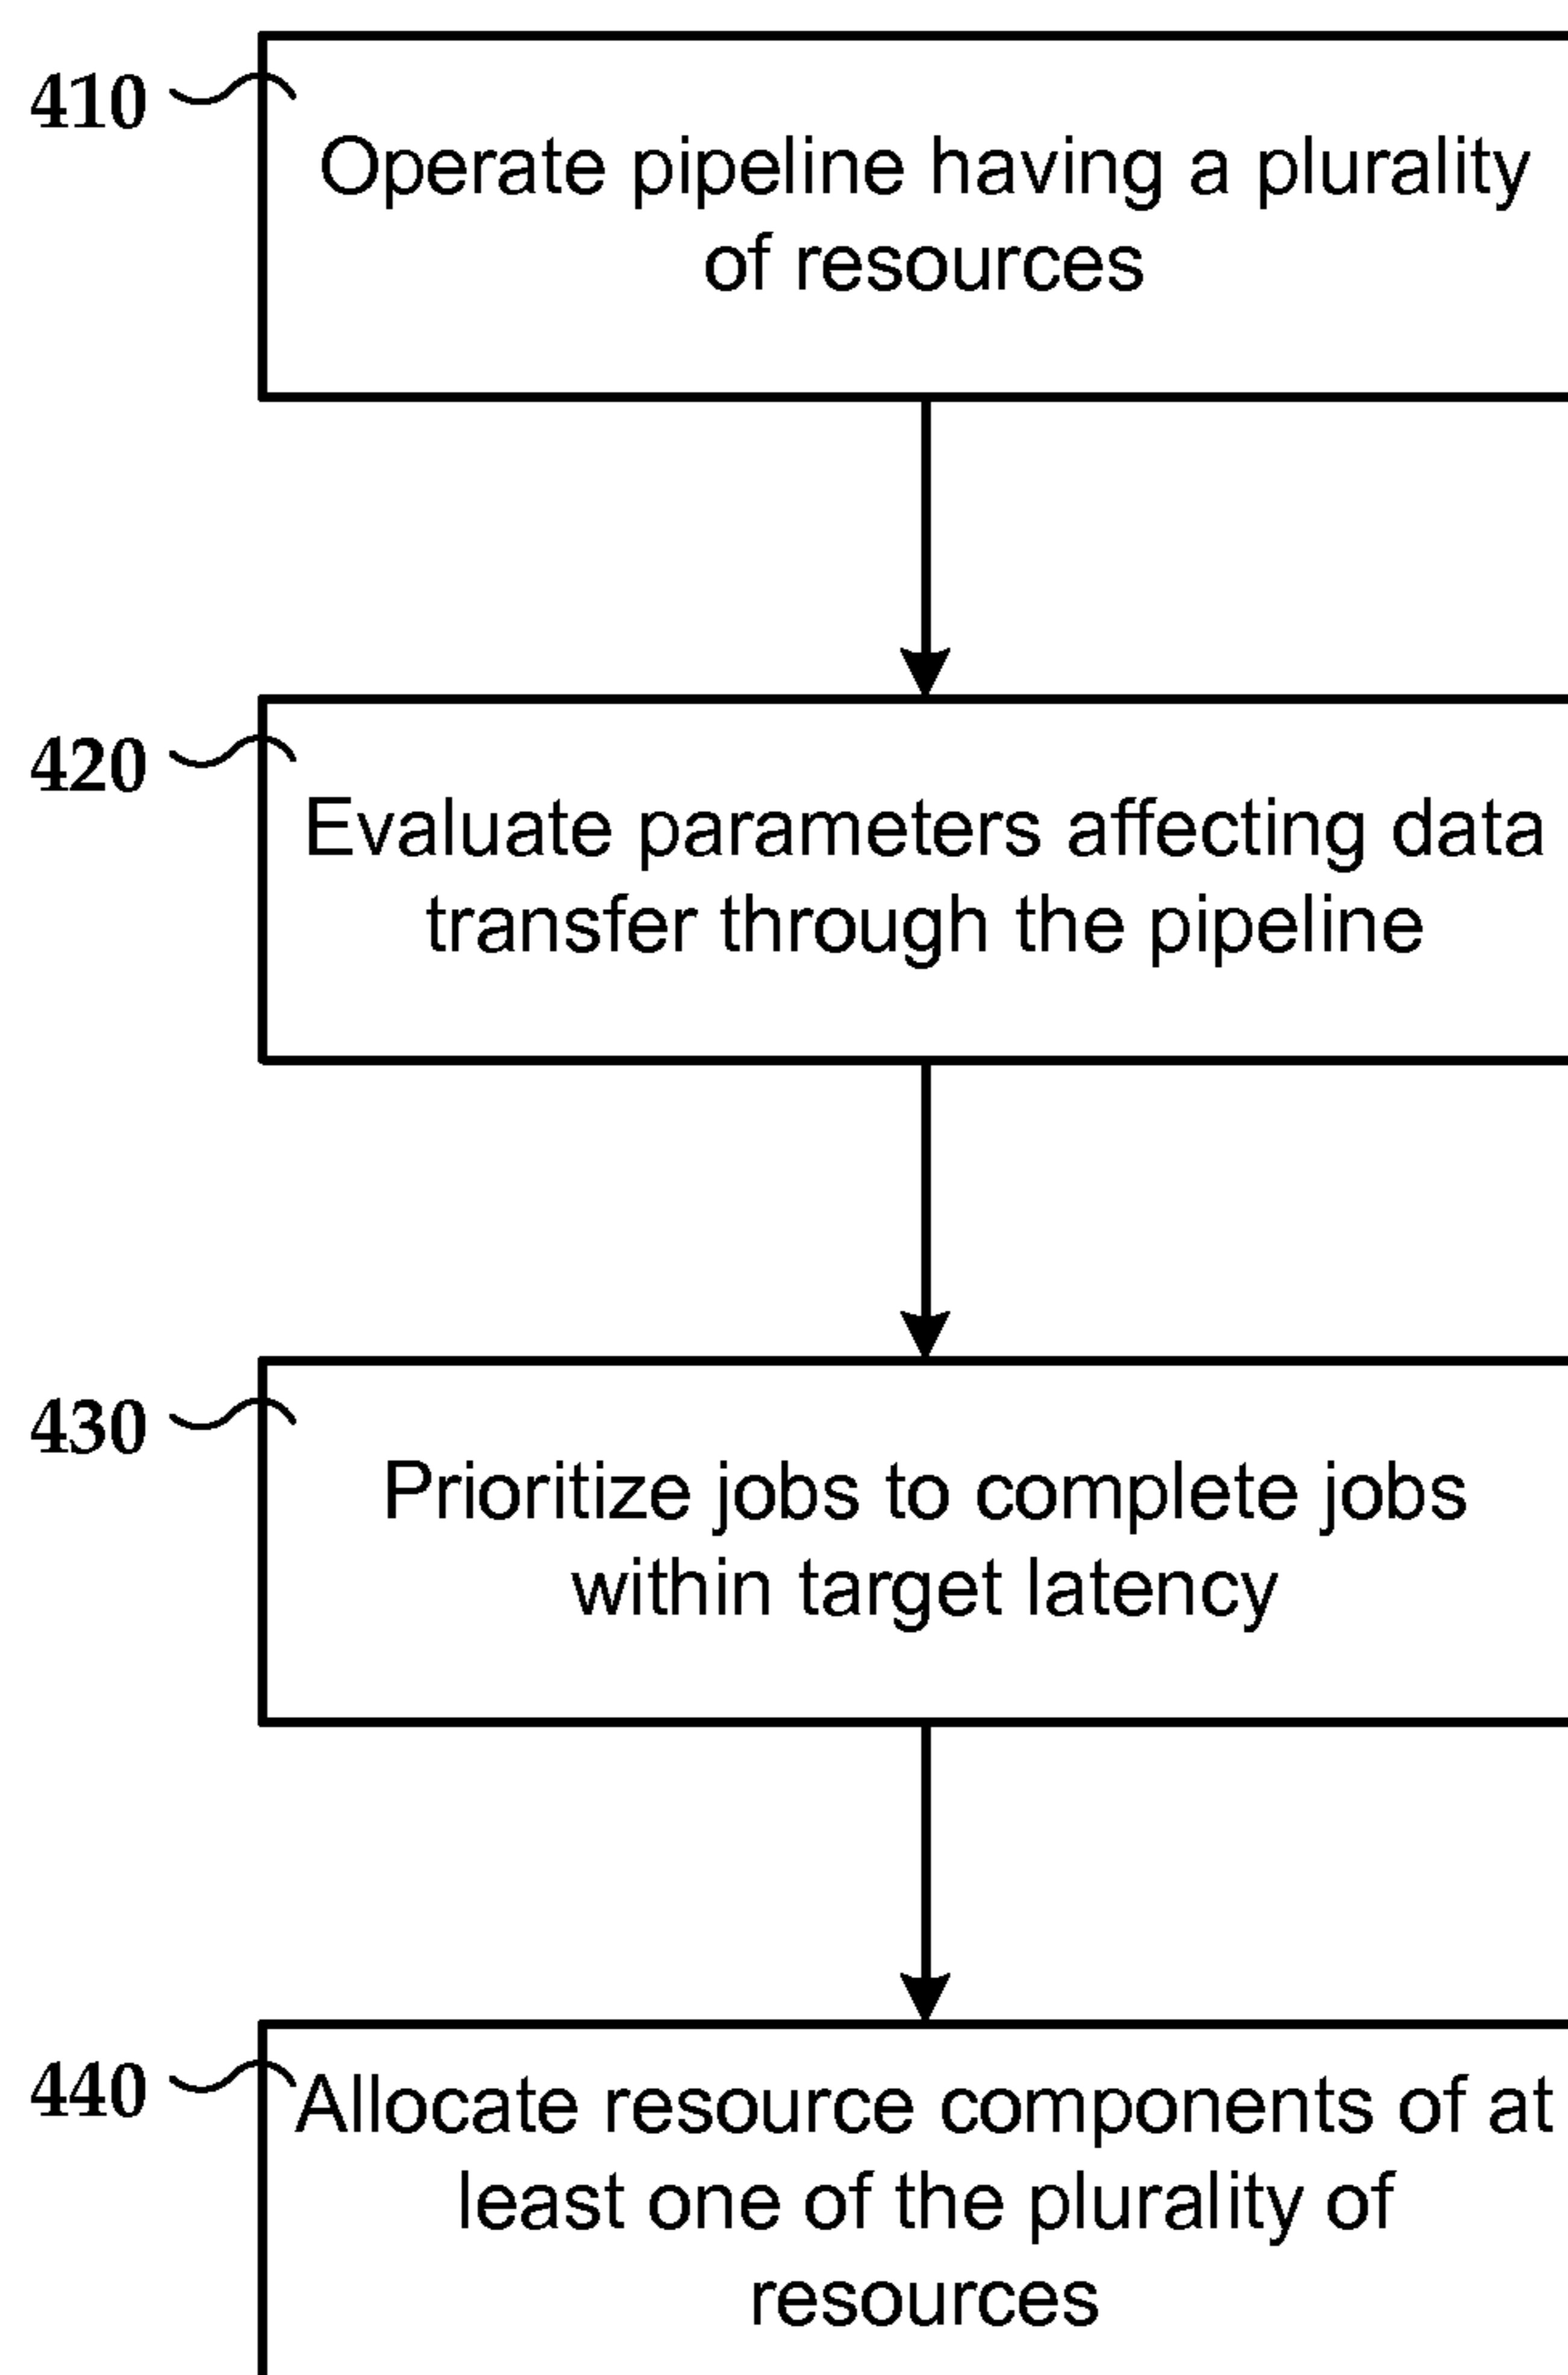 410
Operate pipeline having a plurality
of resources
420
Evaluate parameters affecting data
transfer through the pipeline
430
Prioritize jobs to complete jobs
within target latency
440
Allocate resource components of at
least one of the plurality of
resources